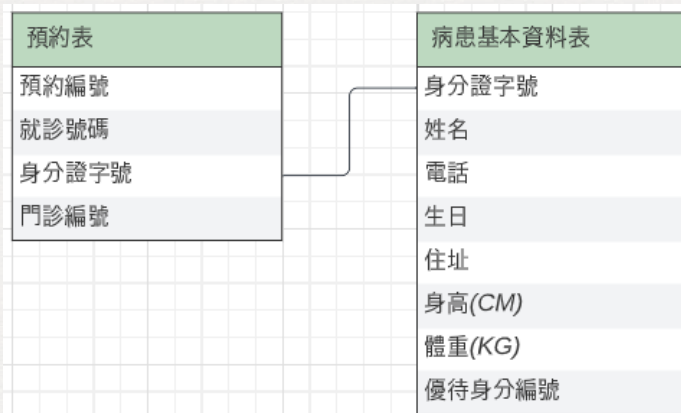 預約表
預約編號
就診號碼
身分證字號
門診編號
病患基本資料表
身分證字號
姓名
電話
生日
住址
身高(CM)
體重(KG)
優待身分編號